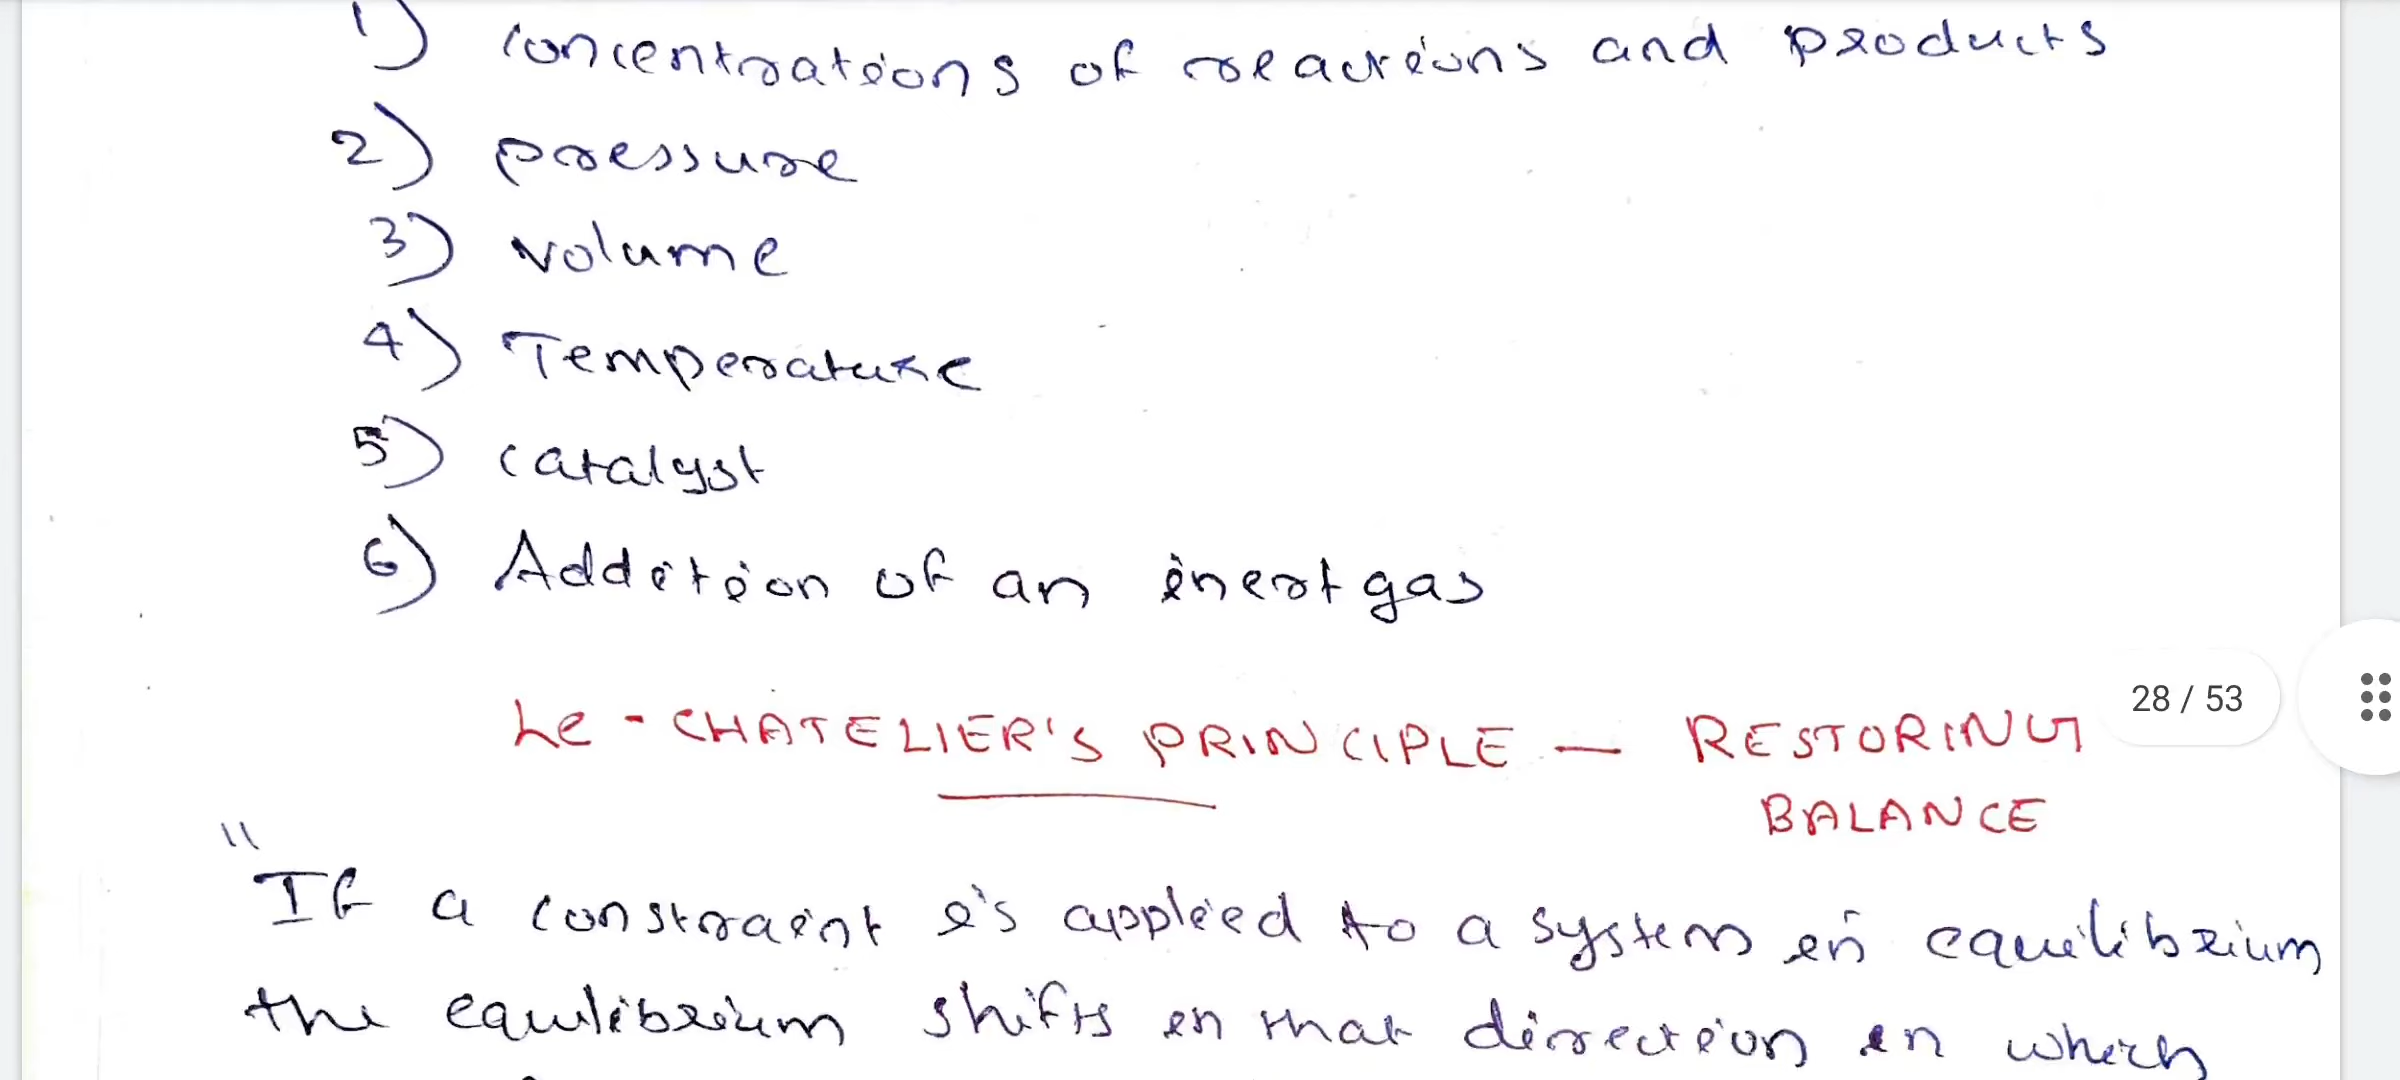 1) concentrations of reactions and products
2) pressure
3) volume
4) Temperature
5) catalyst
6) Addition of an inert gas
28 / 53
Le - CHATELIER'S PRINCIPLE — RESTORING
BALANCE
"
If a constraint is applied to a system in equilibrium
the equilibrium shifts in that direction in which